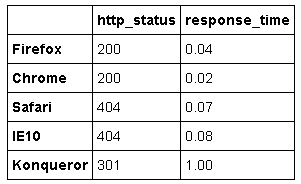 http_status response_time
Firefox 200 0.04
Chrome 200 0.02
Safari 404 0.07
IE10 404 0.08
Konqueror 301 1.00